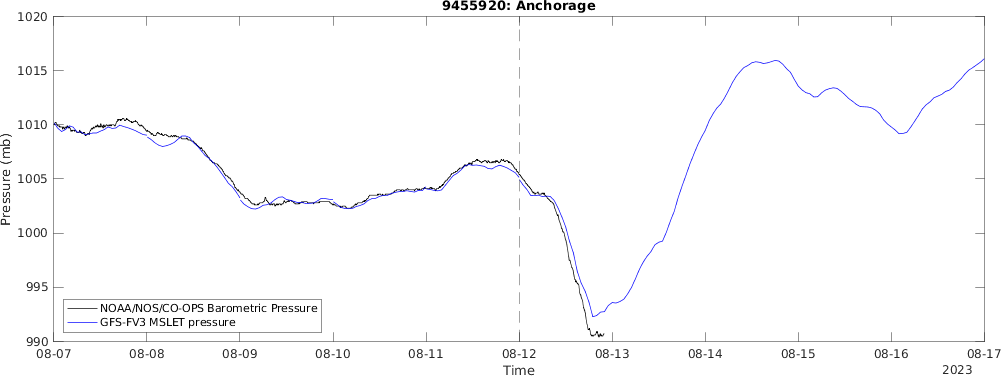 9455920: Anchorage
1020
1015
1010
1005
1000
995
990
Pressure (mb)
NOAA/NOS/CO-OPS Barometric Pressure
GFS-FV3 MSLET pressure
08-07 08-08 08-09 08-10 08-11 08-12 08-13 08-14 08-15 08-16 08-17
Time
2023